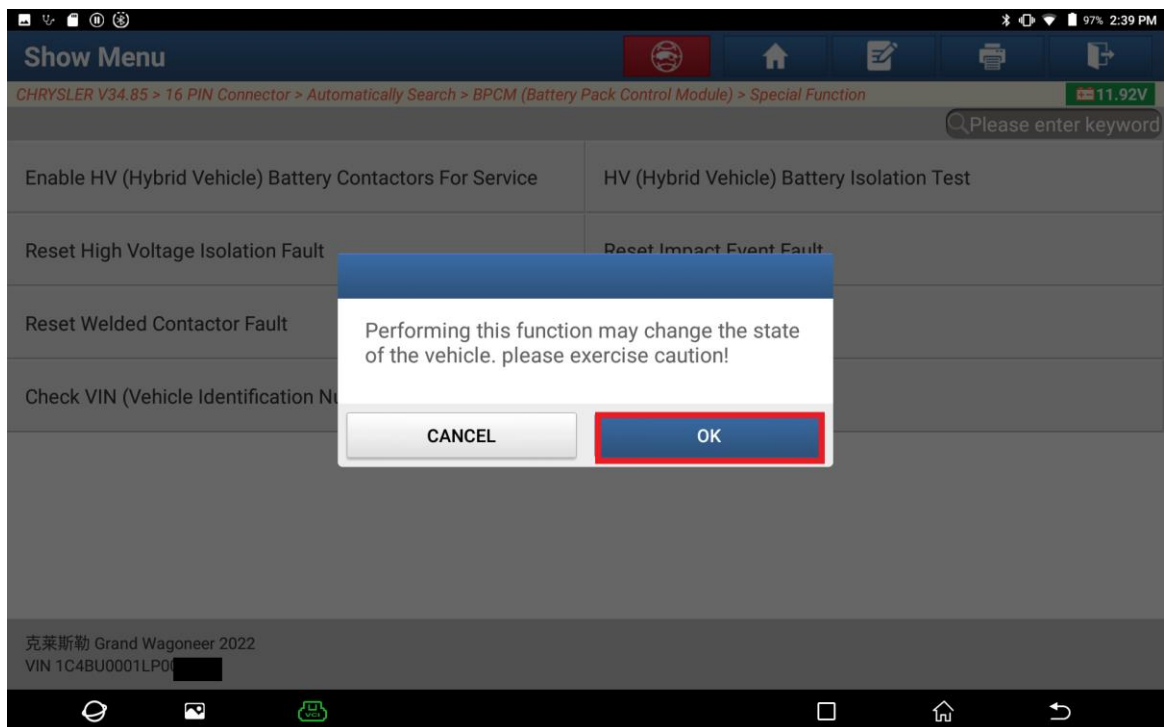 97% 2:39 PM
Show Menu
CHRYSLER V34.85 > 16 PIN Connector > Automatically Search > BPCM (Battery Pack Control Module) > Special Function
11.92V
Please enter keyword
Enable HV (Hybrid Vehicle) Battery Contactors For Service
HV (Hybrid Vehicle) Battery Isolation Test
Reset High Voltage Isolation Fault
Reset Impact Event Fault
Reset Welded Contactor Fault
Check VIN (Vehicle Identification
Performing this function may change the state
of the vehicle. please exercise caution!
CANCEL
OK
克莱斯勒 Grand Wagoneer 2022
VIN 1C4BU0001LP0
VCI